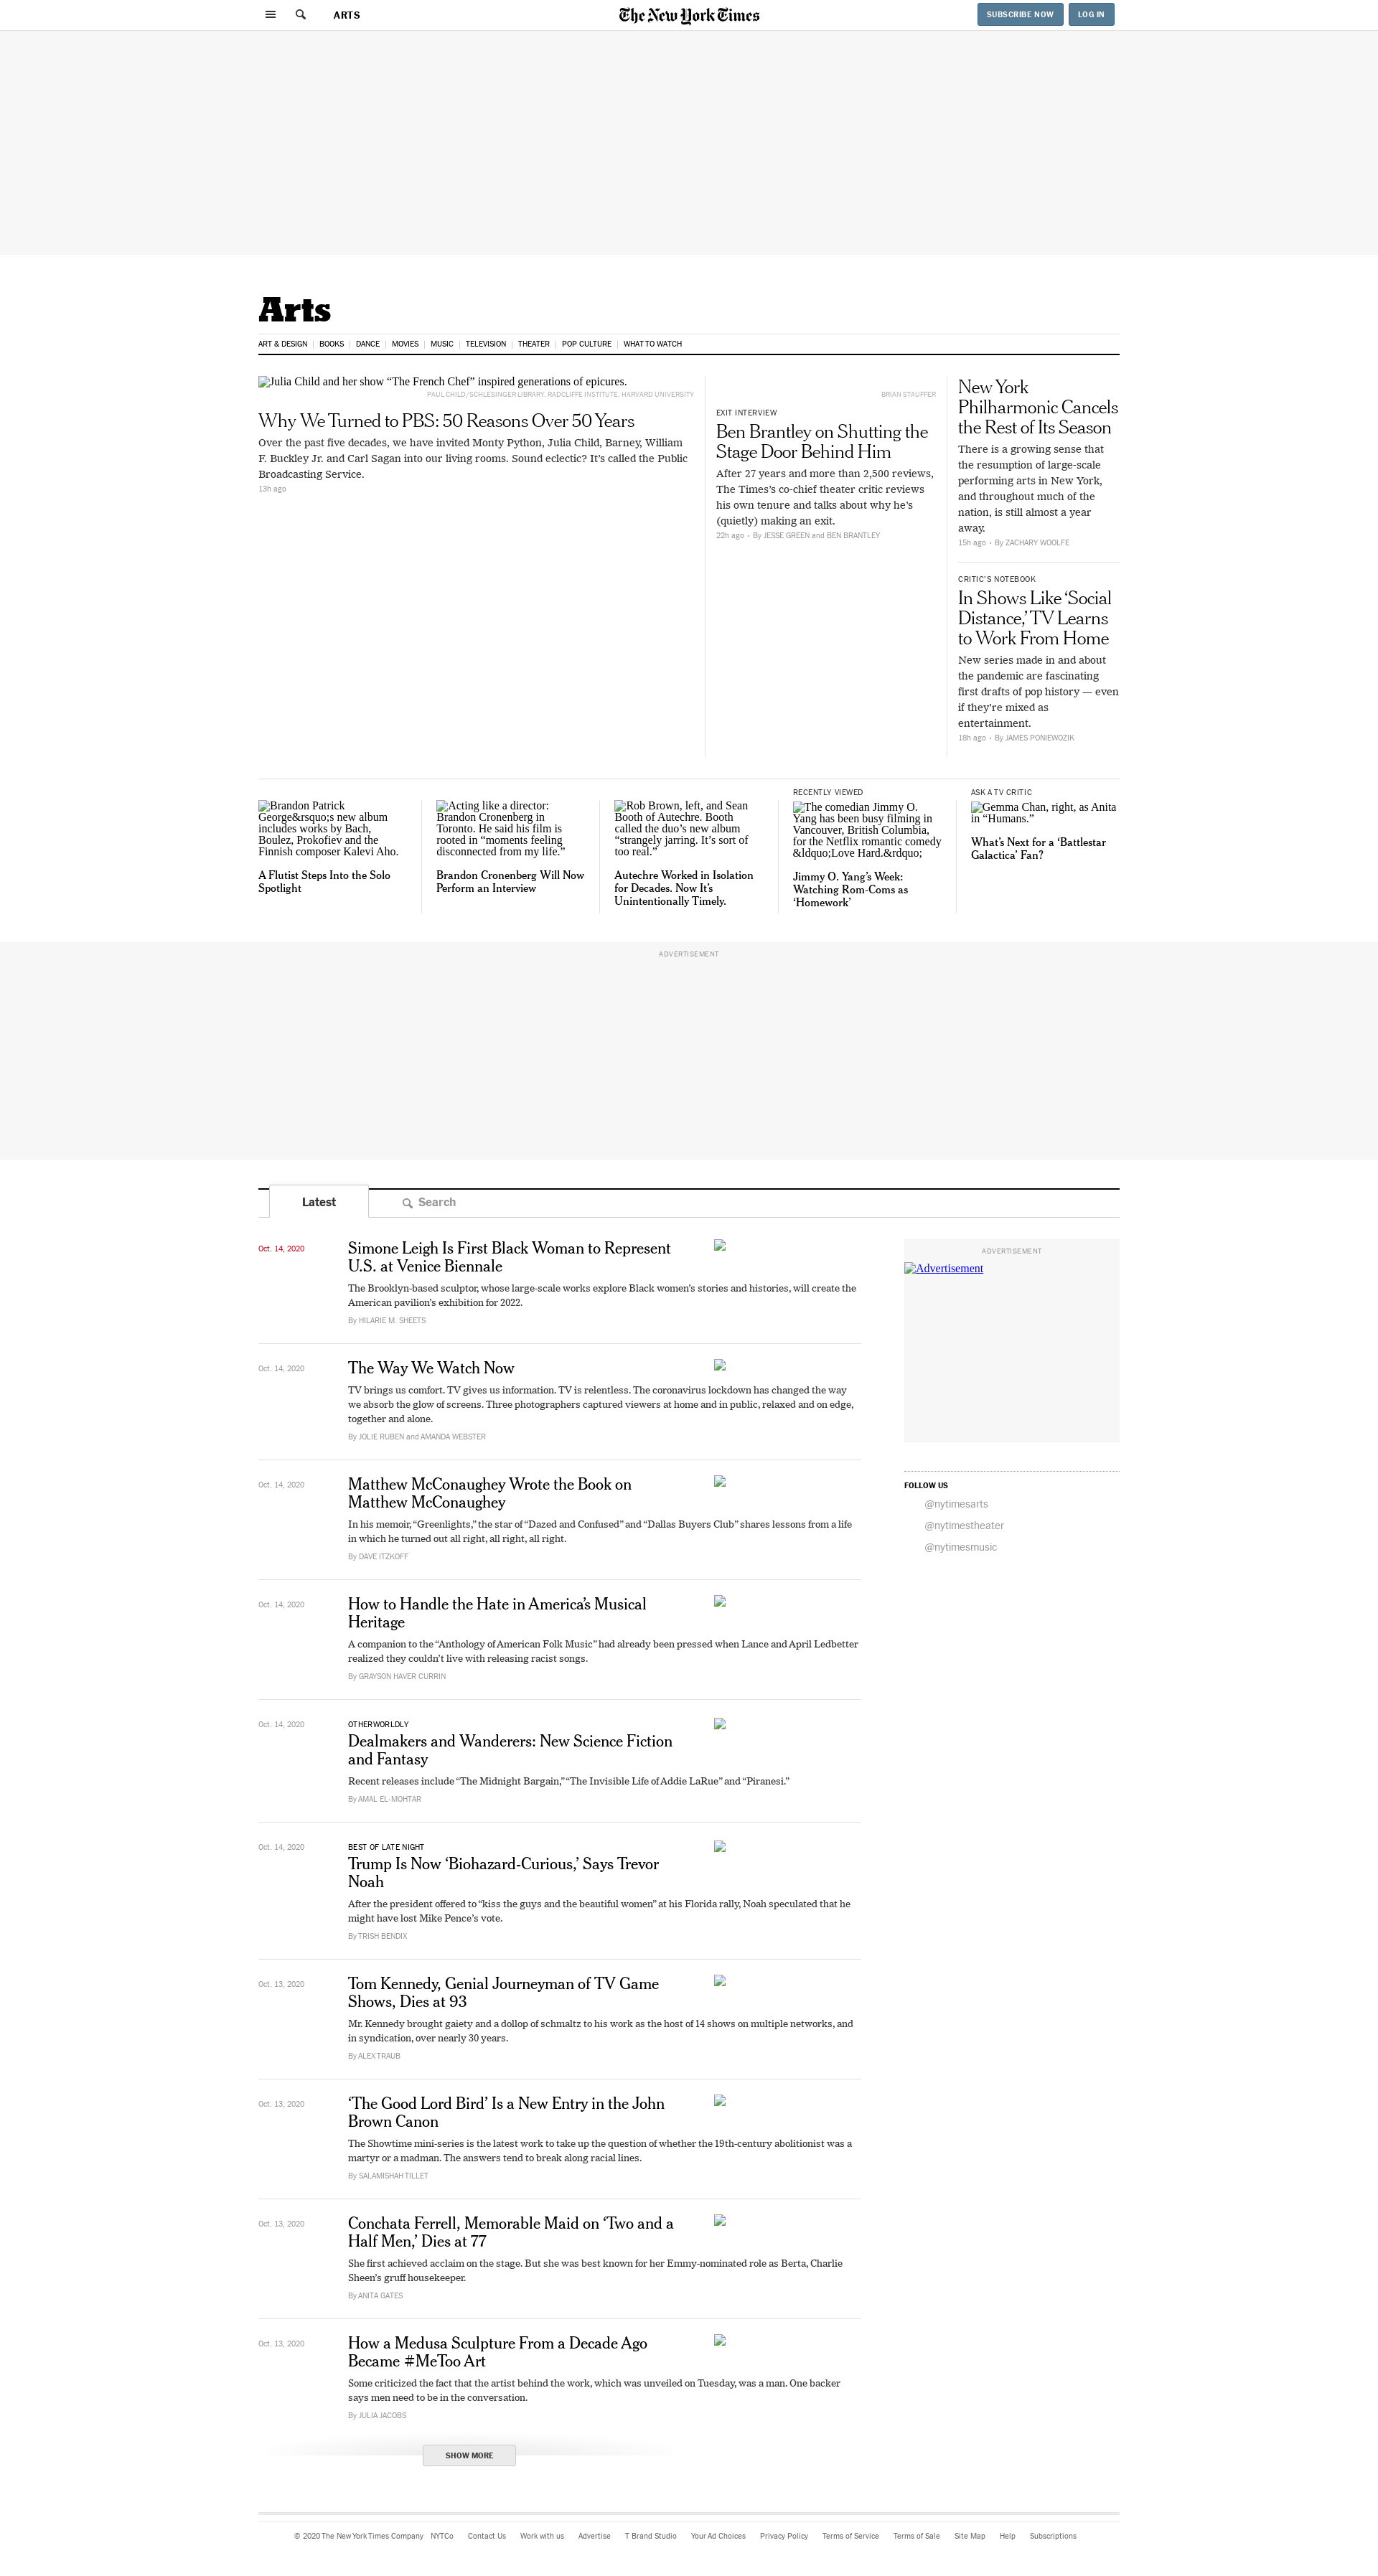 ARTS
The New York Times
SUBSCRIBE NOW
LOG IN
Arts
ART & DESIGN | BOOKS | DANCE | MOVIES | MUSIC | TELEVISION | THEATER | POP CULTURE | WHAT TO WATCH
Julia Child and her show “The French Chef” inspired generations of epicures.
PAUL CHILD/SCHLESINGER LIBRARY, RADCLIFFE INSTITUTE, HARVARD UNIVERSITY
Why We Turned to PBS: 50 Reasons Over 50 Years
Over the past five decades, we have invited Monty Python, Julia Child, Barney, William
F. Buckley Jr. and Carl Sagan into our living rooms. Sound eclectic? It’s called the Public
Broadcasting Service.
13h ago
BRIAN STAUFFER
EXIT INTERVIEW
Ben Brantley on Shutting the
Stage Door Behind Him
After 27 years and more than 2,500 reviews,
The Times’s co-chief theater critic reviews
his own tenure and talks about why he’s
(quietly) making an exit.
22h ago • By JESSE GREEN and BEN BRANTLEY
New York
Philharmonic Cancels
the Rest of Its Season
There is a growing sense that
the resumption of large-scale
performing arts in New York,
and throughout much of the
nation, is still almost a year
away.
15h ago • By ZACHARY WOOLFE
CRITIC’S NOTEBOOK
In Shows Like ‘Social
Distance,’ TV Learns
to Work From Home
New series made in and about
the pandemic are fascinating
first drafts of pop history — even
if they’re mixed as
entertainment.
18h ago • By JAMES PONIEWOZIK
Brandon Patrick
George&rsquo;s new album
includes works by Bach,
Boulez, Prokofiev and the
Finnish composer Kalevi Aho.
A Flutist Steps Into the Solo
Spotlight
Acting like a director:
Brandon Cronenberg in
Toronto. He said his film is
rooted in “moments feeling
disconnected from my life.”
Brandon Cronenberg Will Now
Perform an Interview
Rob Brown, left, and Sean
Booth of Autechre. Booth
called the duo’s new album
“strangely jarring. It’s sort of
too real.”
Autechre Worked in Isolation
for Decades. Now It’s
Unintentionally Timely.
RECENTLY VIEWED
The comedian Jimmy O.
Yang has been busy filming in
Vancouver, British Columbia,
for the Netflix romantic comedy
&ldquo;Love Hard.&rdquo;
Jimmy O. Yang’s Week:
Watching Rom-Coms as
‘Homework’
ASK A TV CRITIC
Gemma Chan, right, as Anita
in “Humans.”
What’s Next for a ‘Battlestar
Galactica’ Fan?
ADVERTISEMENT
Latest
Search
Oct. 14, 2020
Simone Leigh Is First Black Woman to Represent
U.S. at Venice Biennale
The Brooklyn-based sculptor, whose large-scale works explore Black women’s stories and histories, will create the
American pavilion’s exhibition for 2022.
By HILARIE M. SHEETS
Oct. 14, 2020
The Way We Watch Now
TV brings us comfort. TV gives us information. TV is relentless. The coronavirus lockdown has changed the way
we absorb the glow of screens. Three photographers captured viewers at home and in public, relaxed and on edge,
together and alone.
By JOLIE RUBEN and AMANDA WEBSTER
Oct. 14, 2020
Matthew McConaughey Wrote the Book on
Matthew McConaughey
In his memoir, “Greenlights,” the star of “Dazed and Confused” and “Dallas Buyers Club” shares lessons from a life
in which he turned out all right, all right, all right.
By DAVE ITZKOFF
Oct. 14, 2020
How to Handle the Hate in America’s Musical
Heritage
A companion to the “Anthology of American Folk Music” had already been pressed when Lance and April Ledbetter
realized they couldn’t live with releasing racist songs.
By GRAYSON HAVER CURRIN
Oct. 14, 2020
OTHERWORLDLY
Dealmakers and Wanderers: New Science Fiction
and Fantasy
Recent releases include “The Midnight Bargain,” “The Invisible Life of Addie LaRue” and “Piranesi.”
By AMAL EL-MOHTAR
Oct. 14, 2020
BEST OF LATE NIGHT
Trump Is Now ‘Biohazard-Curious,’ Says Trevor
Noah
After the president offered to “kiss the guys and the beautiful women” at his Florida rally, Noah speculated that he
might have lost Mike Pence’s vote.
By TRISH BENDIX
Oct. 13, 2020
Tom Kennedy, Genial Journeyman of TV Game
Shows, Dies at 93
Mr. Kennedy brought gaiety and a dollop of schmaltz to his work as the host of 14 shows on multiple networks, and
in syndication, over nearly 30 years.
By ALEX TRAUB
Oct. 13, 2020
‘The Good Lord Bird’ Is a New Entry in the John
Brown Canon
The Showtime mini-series is the latest work to take up the question of whether the 19th-century abolitionist was a
martyr or a madman. The answers tend to break along racial lines.
By SALAMISHAH TILLET
Oct. 13, 2020
Conchata Ferrell, Memorable Maid on ‘Two and a
Half Men,’ Dies at 77
She first achieved acclaim on the stage. But she was best known for her Emmy-nominated role as Berta, Charlie
Sheen’s gruff housekeeper.
By ANITA GATES
Oct. 13, 2020
How a Medusa Sculpture From a Decade Ago
Became #MeToo Art
Some criticized the fact that the artist behind the work, which was unveiled on Tuesday, was a man. One backer
says men need to be in the conversation.
By JULIA JACOBS
SHOW MORE
ADVERTISEMENT
Advertisement
FOLLOW US
@nytimesarts
@nytimestheater
@nytimesmusic
© 2020 The New York Times Company NYTCo Contact Us Work with us Advertise T Brand Studio Your Ad Choices Privacy Policy Terms of Service Terms of Sale Site Map Help Subscriptions